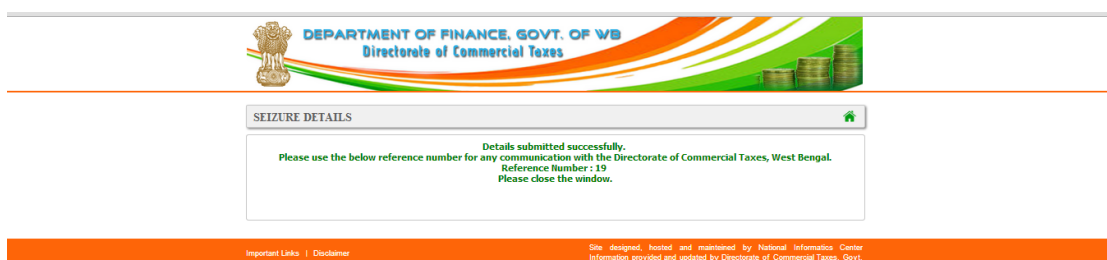 DEPARTMENT OF FINANCE, GOVT. OF WB
Directorate of Commercial Taxes
SEIZURE DETAILS
Details submitted successfully.
Please use the below reference number for any communication with the Directorate of Commercial Taxes, West Bengal.
Reference Number : 19
Please close the window.
Important Links | Disclaimer
Site designed, hosted and mainteined by National Informatics Center
Information provided and updated by Directorate of Commercial Taxes, Govt.